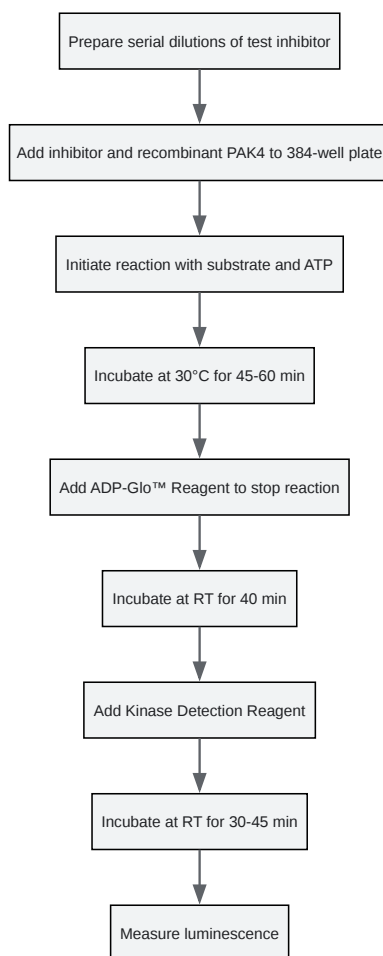 Prepare serial dilutions of test inhibitor
Add inhibitor and recombinant PAK4 to 384-well plate
Initiate reaction with substrate and ATP
Incubate at 30°C for 45-60 min
Add ADP-Glo™ Reagent to stop reaction
Incubate at RT for 40 min
Add Kinase Detection Reagent
Incubate at RT for 30-45 min
Measure luminescence